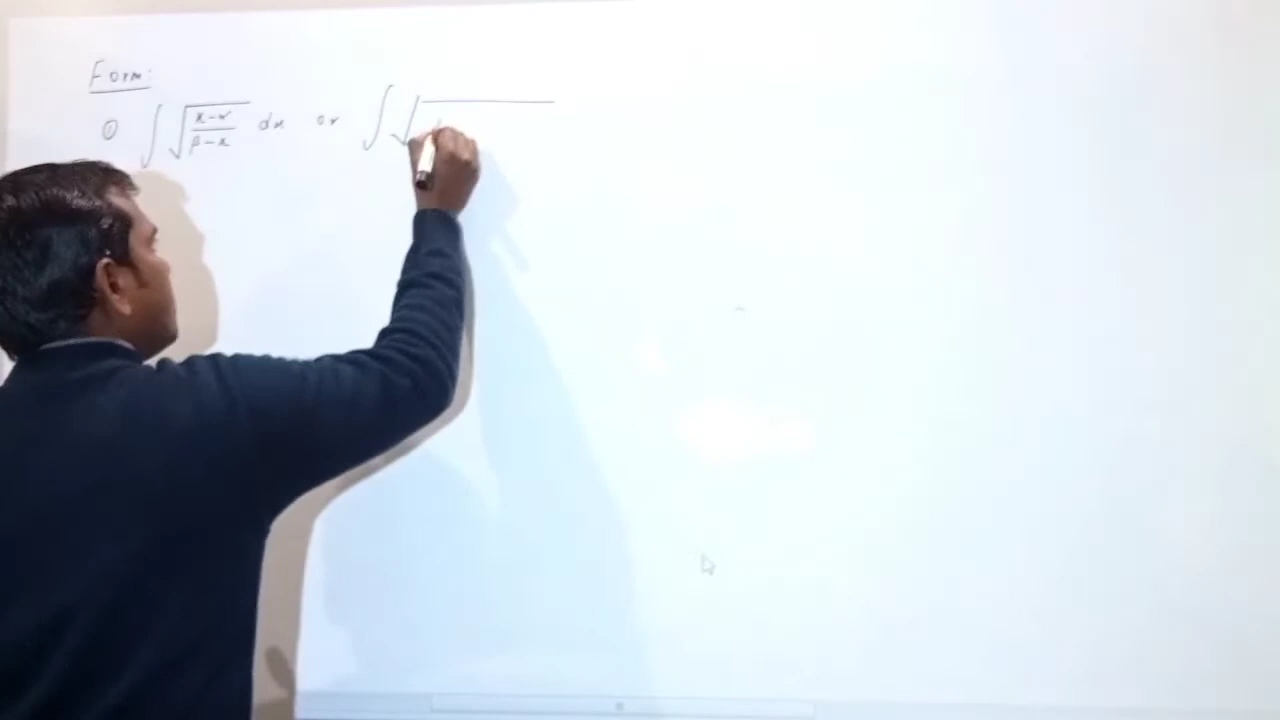 Form:
① ∫ √((x-α)/(β-x)) dx or ∫ √